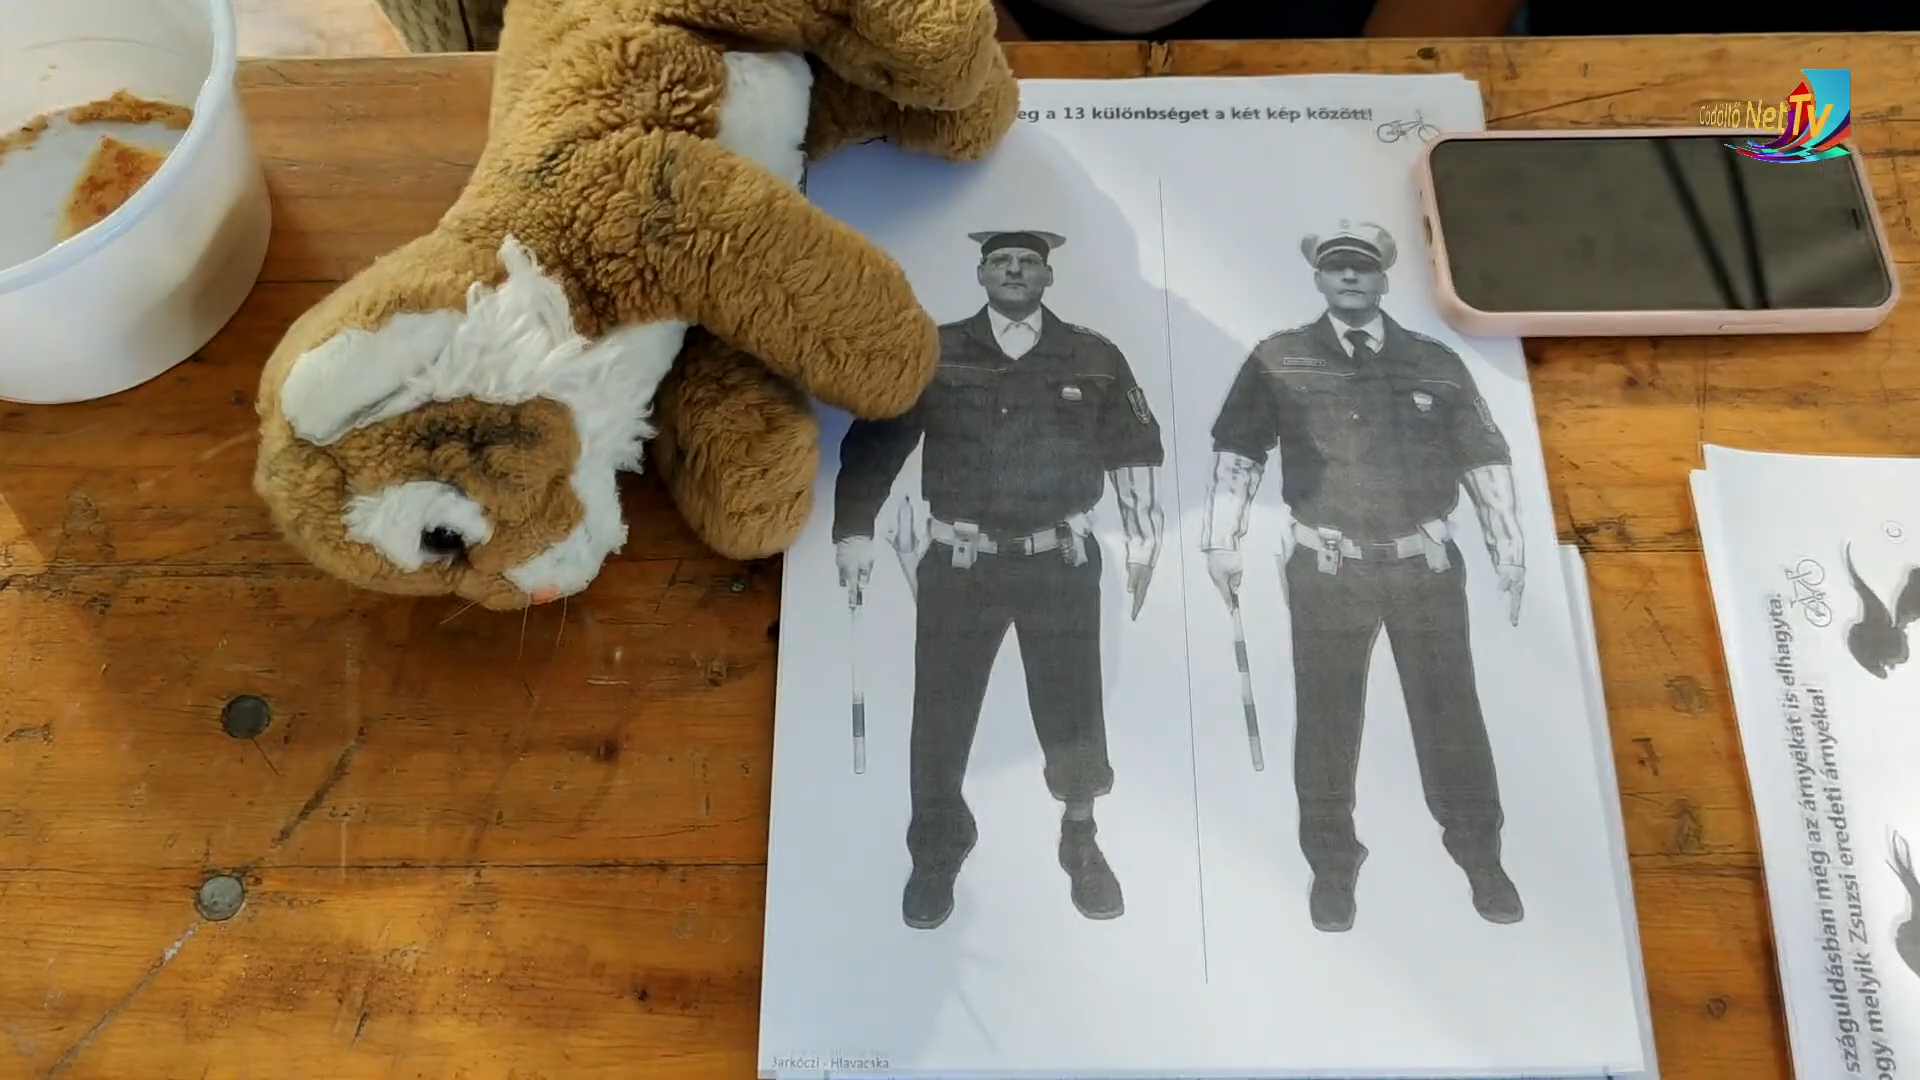 eg a 13 különbséget a két kép között!
Gödöllő NetTv
száguldásban még az árnyékát is elhagyta.
ogy melyik Zsuzsi eredeti árnyéka!
C
Barkóczi - Hlavacska